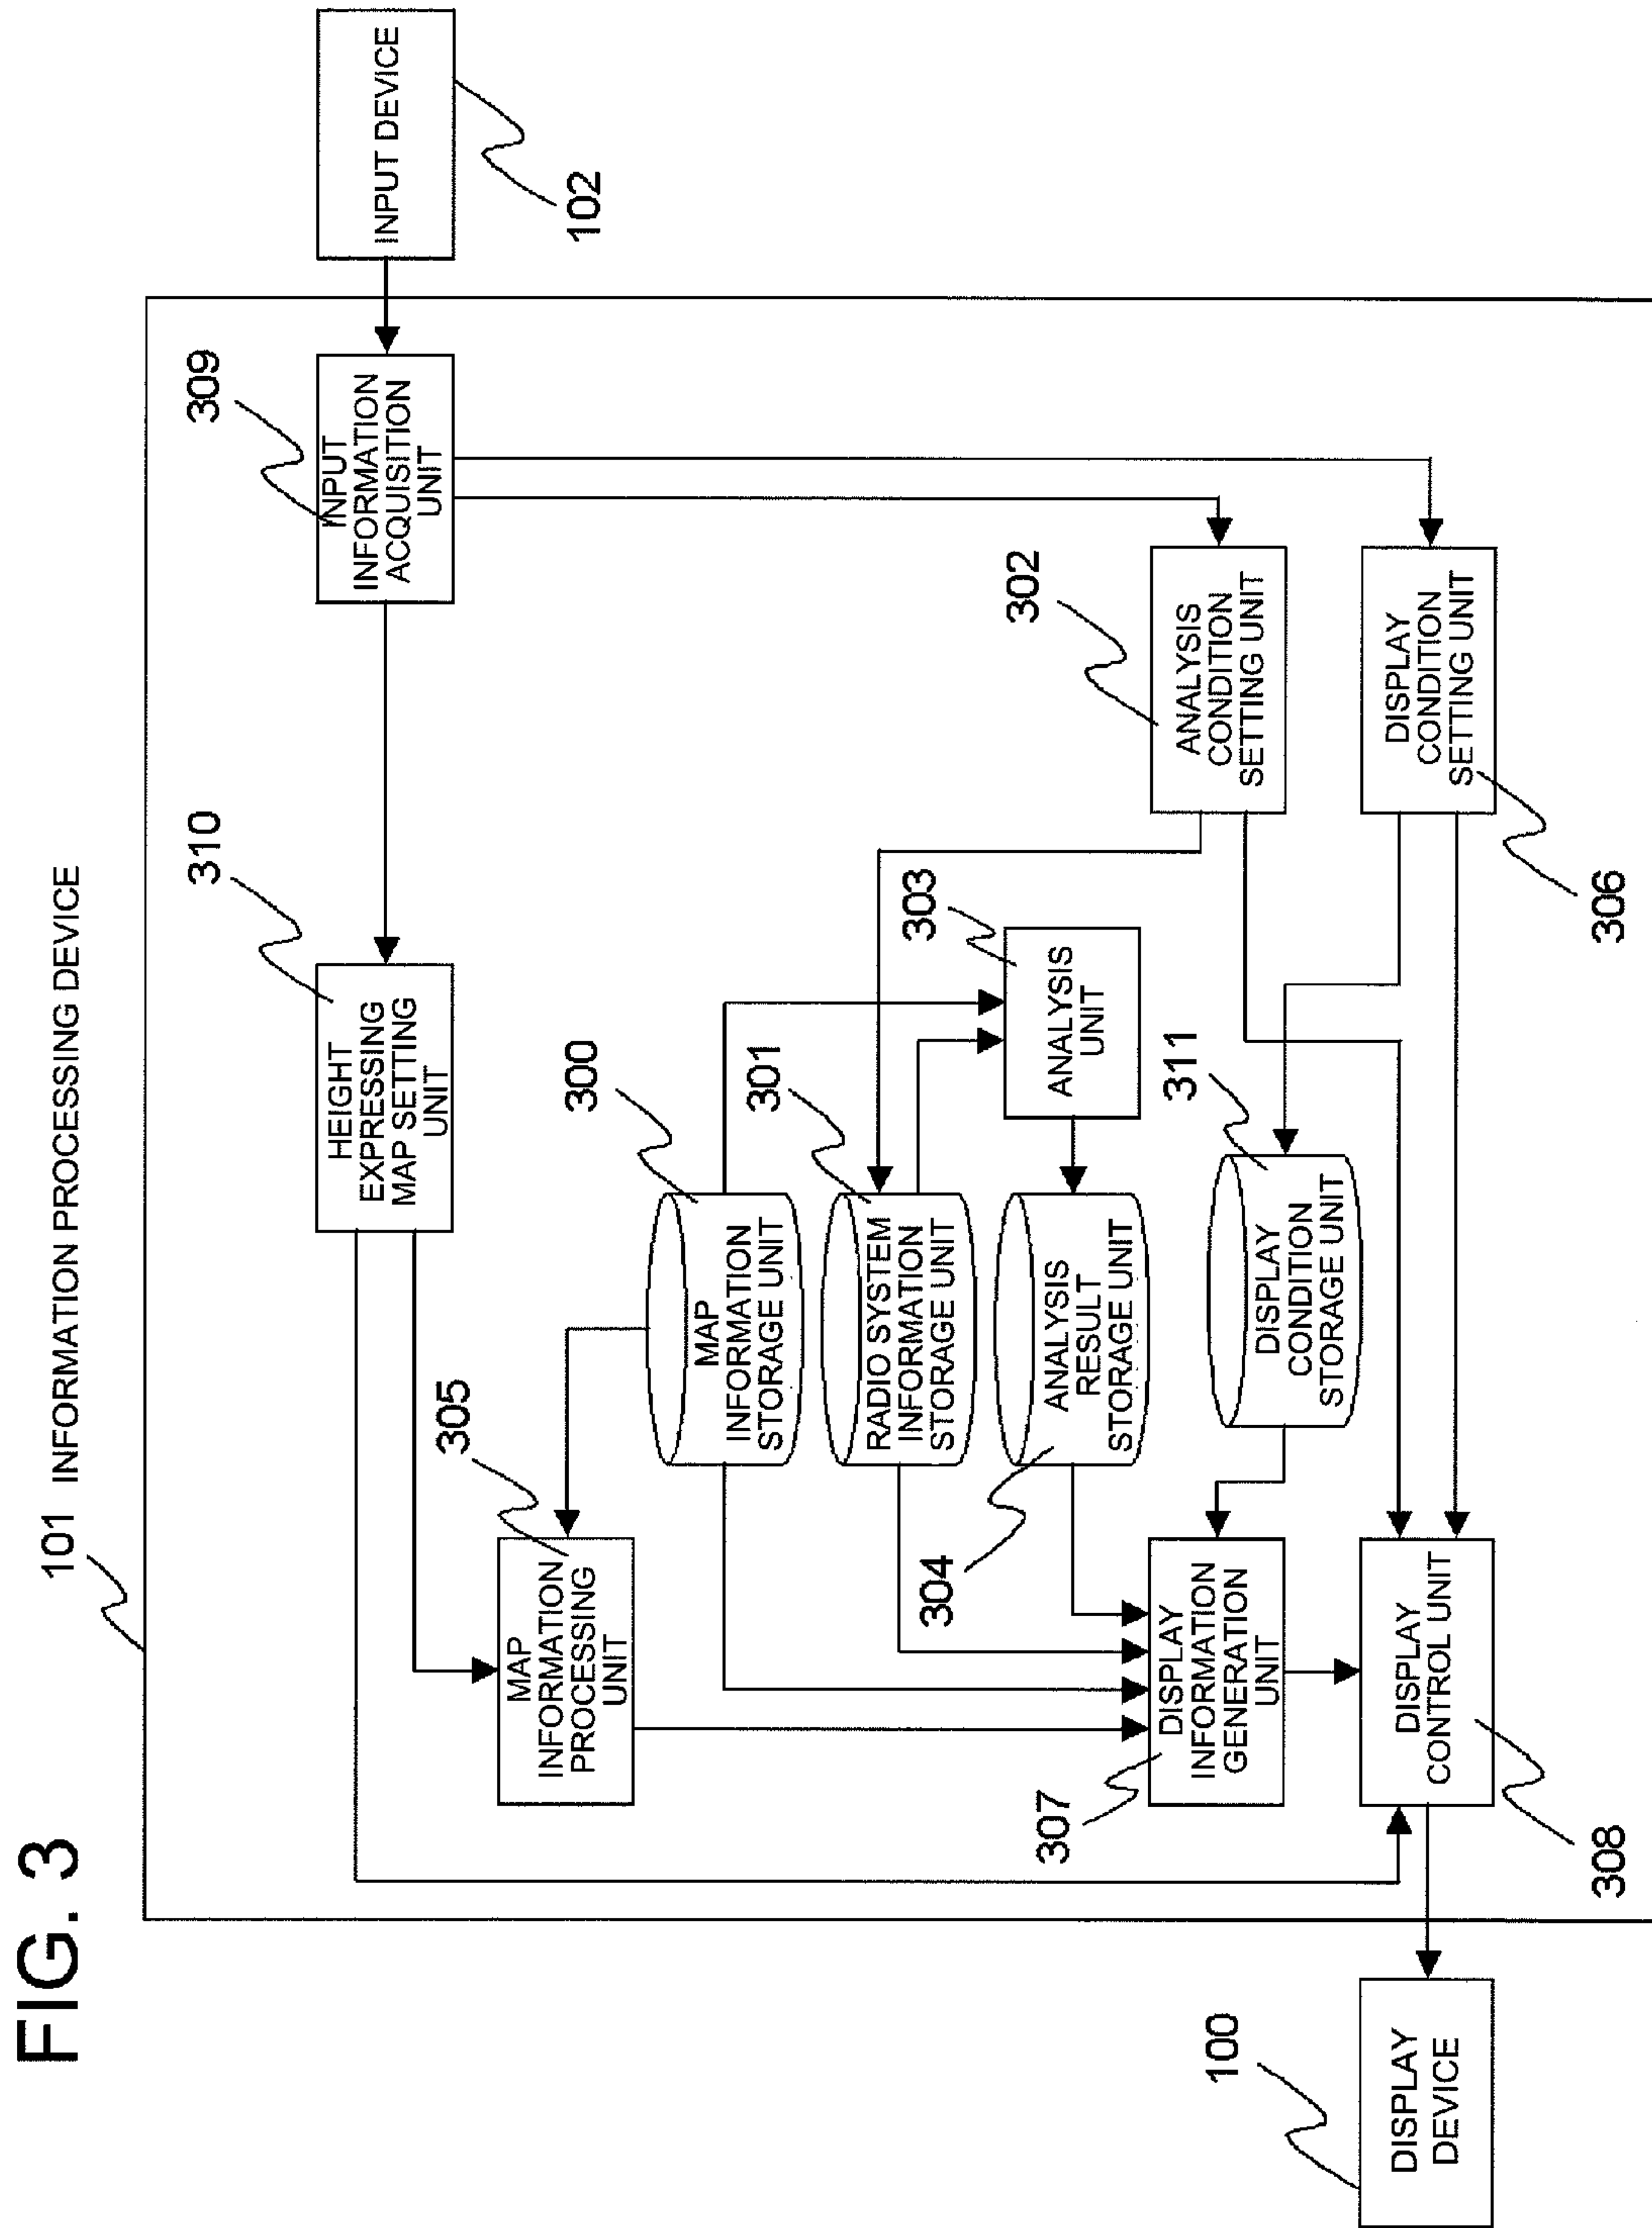 FIG. 3
101 INFORMATION PROCESSING DEVICE
310
HEIGHT
EXPRESSING
MAP SETTING
UNIT
309
INPUT
INFORMATION
ACQUISITION
UNIT
INPUT DEVICE
102
305
MAP
INFORMATION
PROCESSING
UNIT
300
MAP
INFORMATION
STORAGE UNIT
301
RADIO SYSTEM
INFORMATION
STORAGE UNIT
303
ANALYSIS
UNIT
304
ANALYSIS
RESULT
STORAGE UNIT
302
ANALYSIS
CONDITION
SETTING UNIT
307
DISPLAY
INFORMATION
GENERATION
UNIT
311
DISPLAY
CONDITION
STORAGE UNIT
DISPLAY
CONDITION
SETTING UNIT
306
100
DISPLAY
DEVICE
DISPLAY
CONTROL UNIT
308